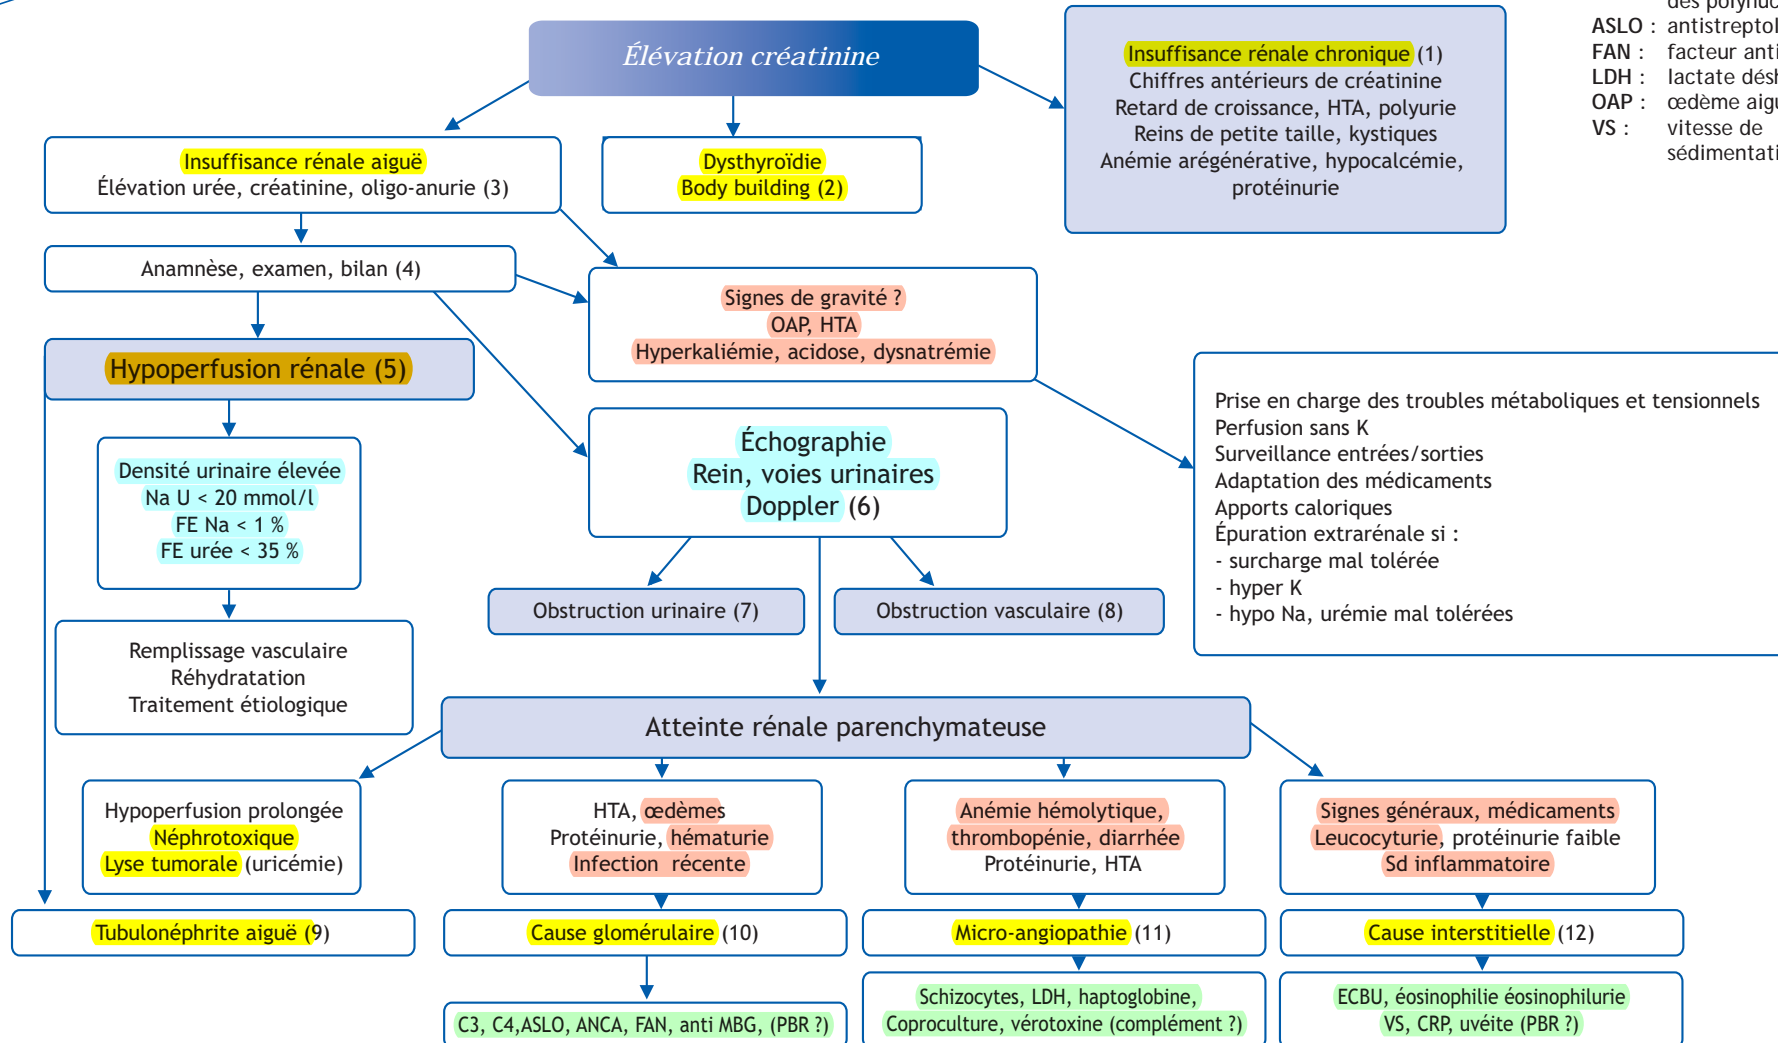 Élévation créatinine
Insuffisance rénale chronique (1)
Chiffres antérieurs de créatinine
Retard de croissance, HTA, polyurie
Reins de petite taille, kystiques
Anémie arégénérative, hypocalcémie,
protéinurie
ASLO :
FAN : facteur
LDH : lactate
OAP : œdème
VS : vitesse de
Insuffisance rénale aiguë
Élévation urée, créatinine, oligo-anurie (3)
Dysthyroïdie
Body building (2)
Anamnèse, examen, bilan (4)
Signes de gravité ?
OAP, HTA
Hyperkaliémie, acidose, dysnatrémie
Hypoperfusion rénale (5)
Prise en charge des troubles métaboliques et tensionnels
Perfusion sans K
Surveillance entrées/sorties
Adaptation des médicaments
Apports caloriques
Épuration extrarénale si :
- surcharge mal tolérée
- hyper K
- hypo Na, urémie mal tolérées
Densité urinaire élevée
Na U < 20 mmol/l
FE Na < 1 %
FE urée < 35 %
Échographie
Rein, voies urinaires
Doppler (6)
Obstruction urinaire (7)
Obstruction vasculaire (8)
Remplissage vasculaire
Réhydratation
Traitement étiologique
Atteinte rénale parenchymateuse
Hypoperfusion prolongée
Néphrotoxique
Lyse tumorale (uricémie)
HTA, œdèmes
Protéinurie, hématurie
Infection récente
Anémie hémolytique,
thrombopénie, diarrhée
Protéinurie, HTA
Signes généraux, médicaments
Leucocyturie, protéinurie faible
Sd inflammatoire
Tubulonéphrite aiguë (9)
Cause glomérulaire (10)
Micro-angiopathie (11)
Cause interstitielle (12)
C3, C4,ASLO, ANCA, FAN, anti MBG, (PBR ?)
Schizocytes, LDH, haptoglobine,
Coproculture, vérotoxine (complément ?)
ECBU, éosinophilie éosinophilurie
VS, CRP, uvéite (PBR ?)